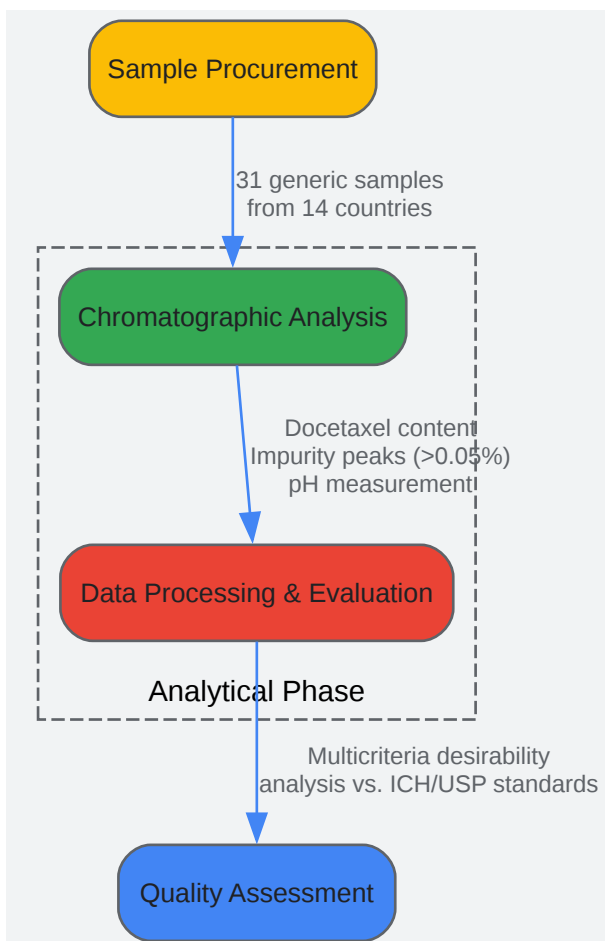 Sample Procurement
31 generic samples
from 14 countries
Chromatographic Analysis
Docetaxel content
Impurity peaks (>0.05%)
pH measurement
Data Processing & Evaluation
Analytical Phase
Multicriteria desirability
analysis vs. ICH/USP standards
Quality Assessment